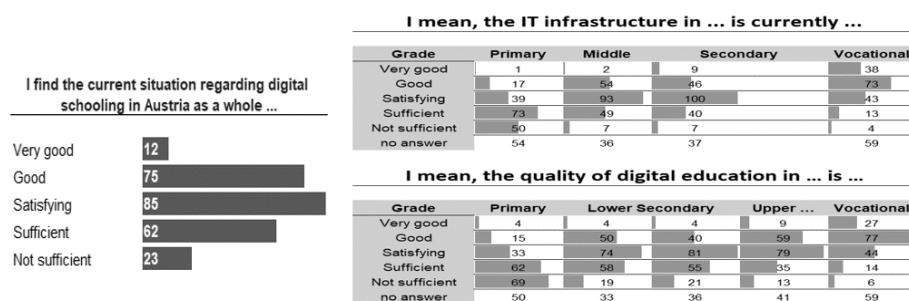 I find the current situation regarding digital
schooling in Austria as a whole ...
Very good 12
Good 75
Satisfying 85
Sufficient 62
Not sufficient 23
I mean, the IT infrastructure in ... is currently ...
Grade Primary Middle Secondary Vocational
Very good 1 2 9 38
Good 17 54 46 73
Satisfying 39 93 100 43
Sufficient 73 49 40 13
Not sufficient 50 7 7 4
no answer 54 36 37 59
I mean, the quality of digital education in ... is ...
Grade Primary Lower Secondary Upper ... Vocational
Very good 4 4 4 9 27
Good 15 50 40 59 77
Satisfying 33 74 81 79 44
Sufficient 62 58 55 35 14
Not sufficient 69 19 21 13 6
no answer 50 33 36 41 59